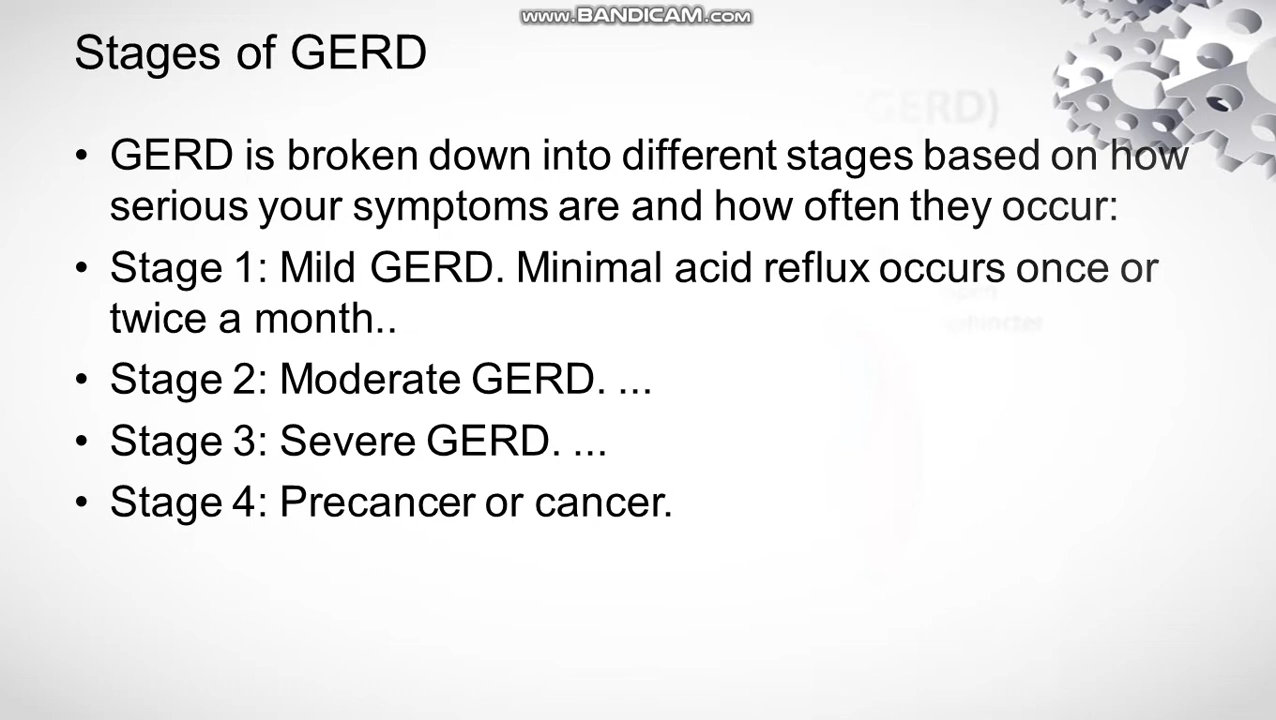 www.BANDICAM.com
Stages of GERD
GERD)
• GERD is broken down into different stages based on how
serious your symptoms are and how often they occur:
• Stage 1: Mild GERD. Minimal acid reflux occurs once or
twice a month..
• Stage 2: Moderate GERD. ...
• Stage 3: Severe GERD. ...
• Stage 4: Precancer or cancer.